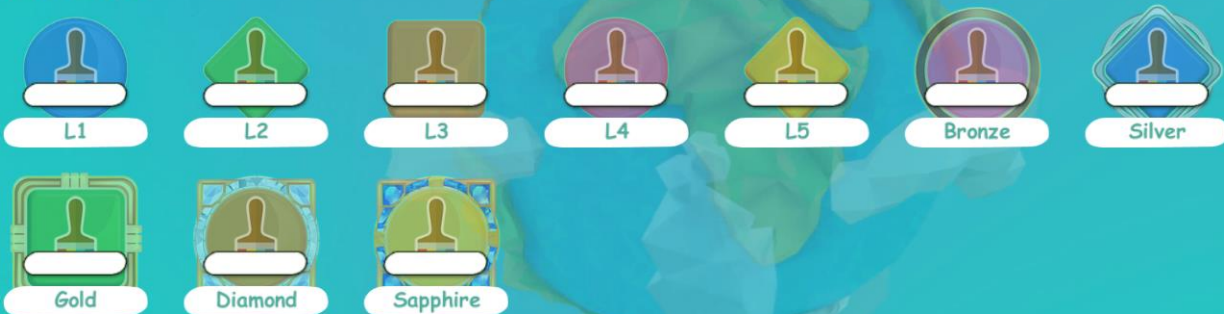 L1
L2
L3
L4
L5
Bronze
Silver
Gold
Diamond
Sapphire